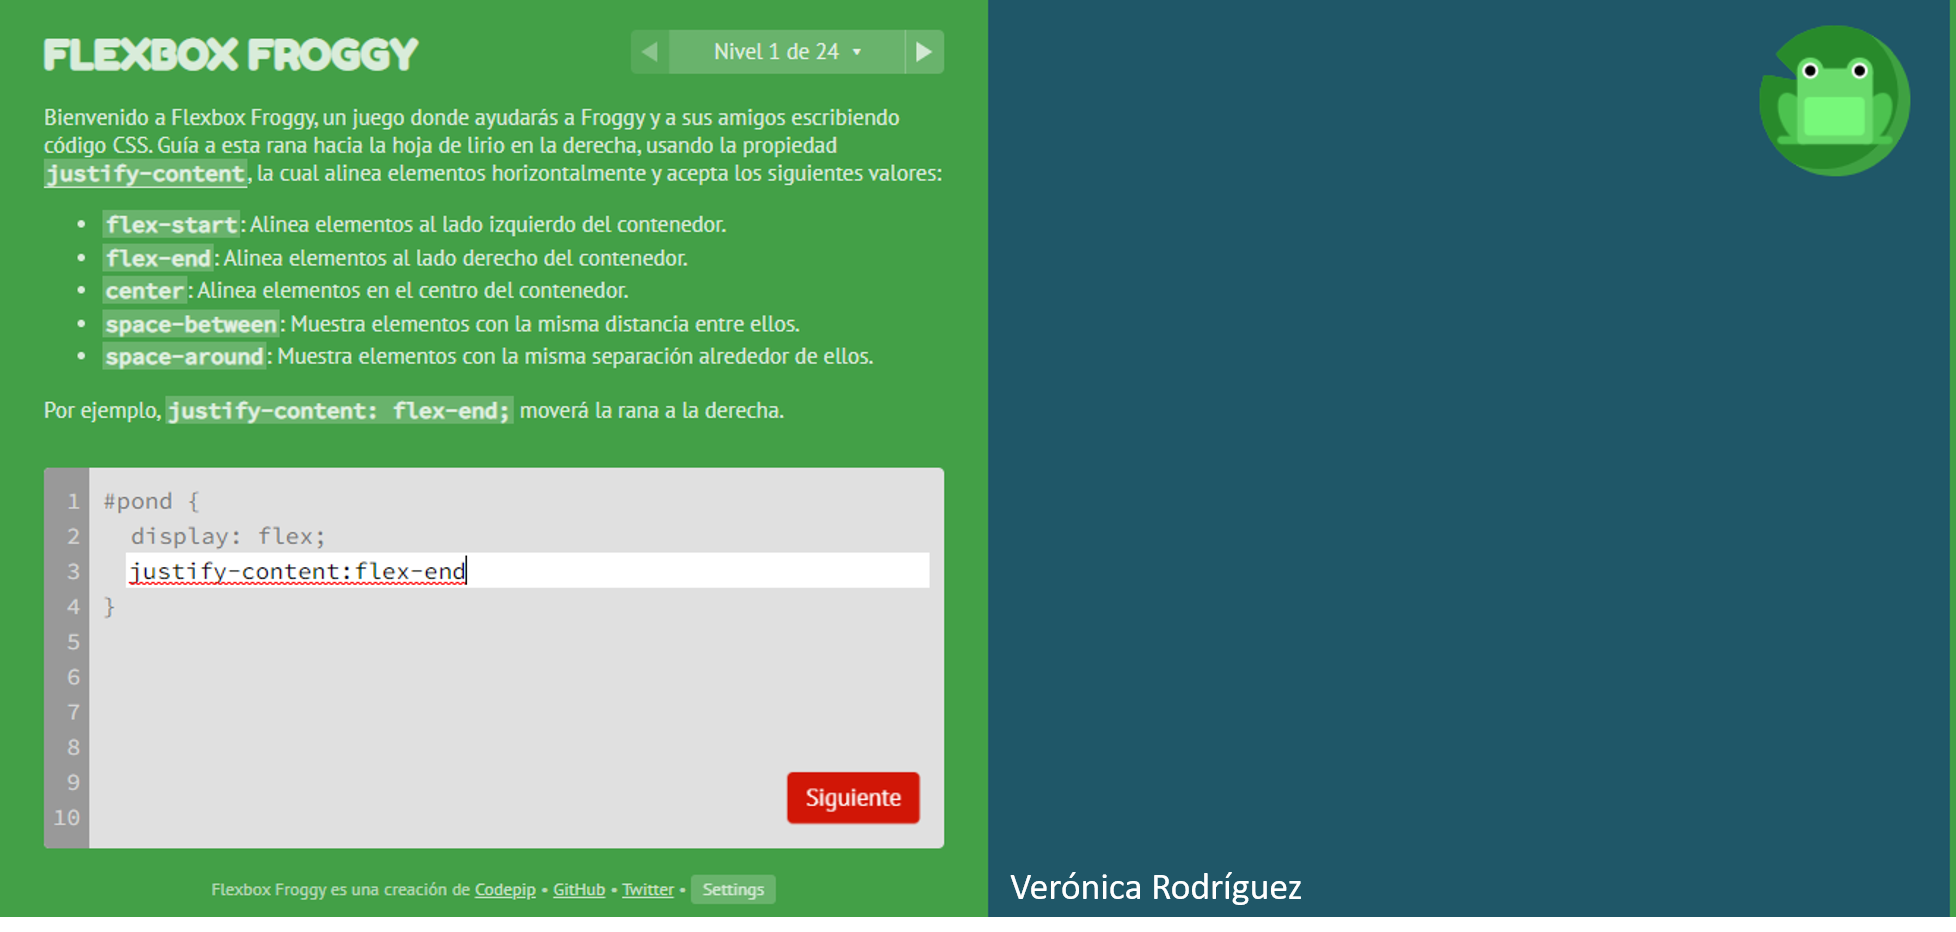 FLEXBOX FROGGY
Nivel 1 de 24
Bienvenido a Flexbox Froggy, un juego donde ayudarás a Froggy y a sus amigos escribiendo
código CSS. Guía a esta rana hacia la hoja de lirio en la derecha, usando la propiedad
justify-content, la cual alinea elementos horizontalmente y acepta los siguientes valores:
• flex-start: Alinea elementos al lado izquierdo del contenedor.
• flex-end: Alinea elementos al lado derecho del contenedor.
• center: Alinea elementos en el centro del contenedor.
• space-between: Muestra elementos con la misma distancia entre ellos.
• space-around: Muestra elementos con la misma separación alrededor de ellos.
Por ejemplo, justify-content: flex-end; moverá la rana a la derecha.
1 #pond {
2 display: flex;
3 justify-content:flex-end
4 }
5
6
7
8
9
10
Siguiente
Flexbox Froggy es una creación de Codepip • GitHub • Twitter • Settings
Verónica Rodríguez